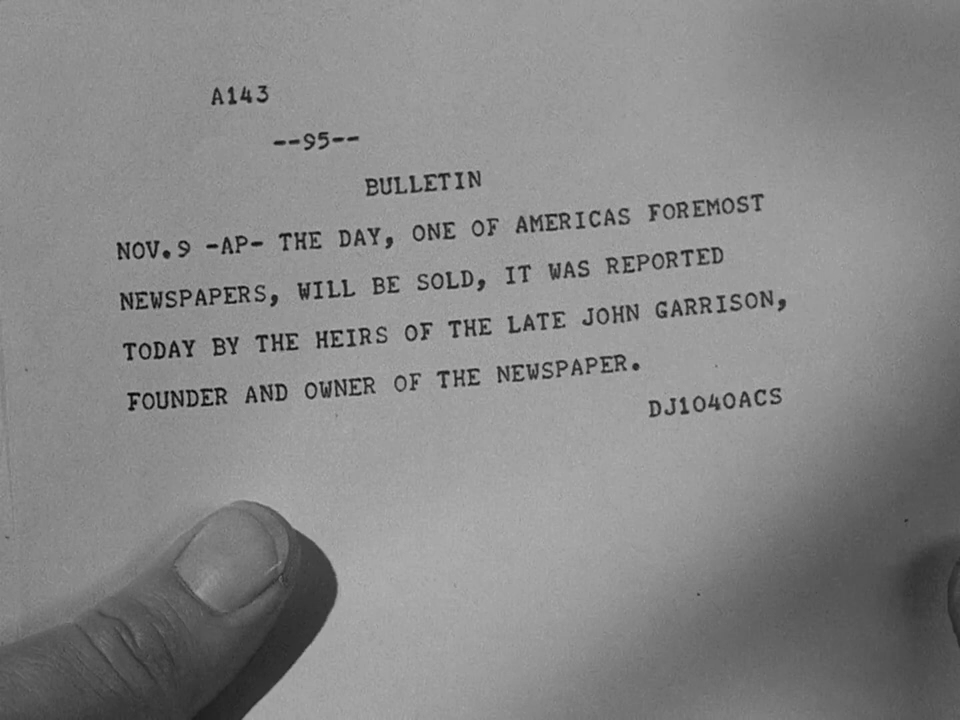 A143
--95--
BULLETIN
NOV.9 -AP- THE DAY, ONE OF AMERICAS FOREMOST
NEWSPAPERS, WILL BE SOLD, IT WAS REPORTED
TODAY BY THE HEIRS OF THE LATE JOHN GARRISON,
FOUNDER AND OWNER OF THE NEWSPAPER.
DJ1040ACS